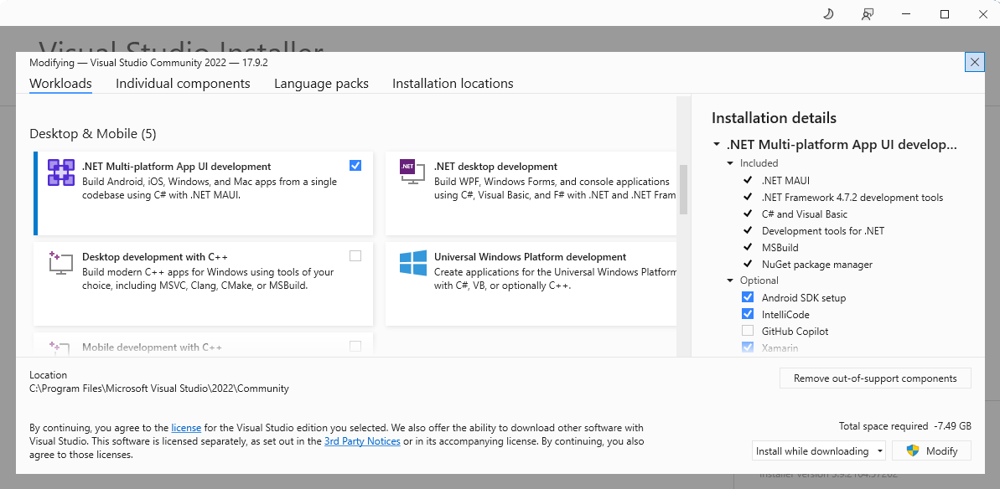 Visual Studio Installer
Modifying — Visual Studio Community 2022 — 17.9.2
Workloads
Individual components
Language packs
Installation locations
Desktop & Mobile (5)
.NET Multi-platform App UI development
Build Android, iOS, Windows, and Mac apps from a single
codebase using C# with .NET MAUI.
.NET
.NET desktop development
Build WPF, Windows Forms, and console applications
using C#, Visual Basic, and F# with .NET and .NET Fram
Desktop development with C++
Build modern C++ apps for Windows using tools of your
choice, including MSVC, Clang, CMake, or MSBuild.
Universal Windows Platform development
Create applications for the Universal Windows Platform
with C#, VB, or optionally C++.
Mobile development with C++
Installation details
.NET Multi-platform App UI develop...
Included
.NET MAUI
.NET Framework 4.7.2 development tools
C# and Visual Basic
Development tools for .NET
MSBuild
NuGet package manager
Optional
Android SDK setup
IntelliCode
GitHub Copilot
Xamarin
Location
C:\Program Files\Microsoft Visual Studio\2022\Community
Remove out-of-support components
By continuing, you agree to the license for the Visual Studio edition you selected. We also offer the ability to download other software with
Visual Studio. This software is licensed separately, as set out in the 3rd Party Notices or in its accompanying license. By continuing, you also
agree to those licenses.
Total space required -7.49 GB
Install while downloading
Modify